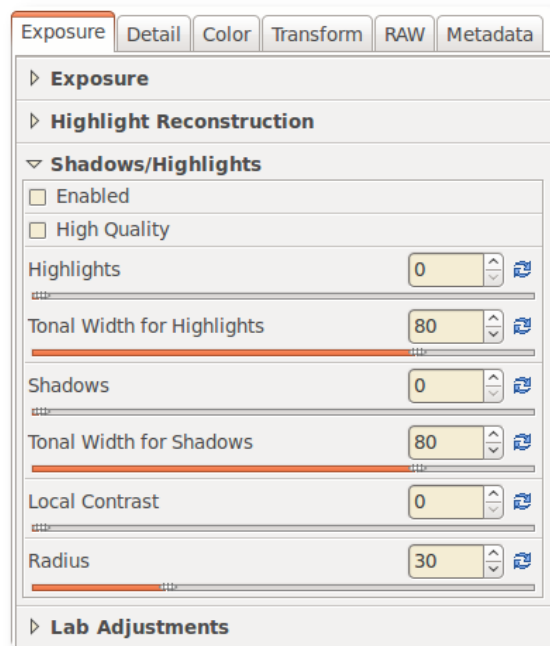 Exposure Detail Color Transform RAW Metadata
Exposure
Highlight Reconstruction
Shadows/Highlights
Enabled
High Quality
Highlights 0
Tonal Width for Highlights 80
Shadows 0
Tonal Width for Shadows 80
Local Contrast 0
Radius 30
Lab Adjustments